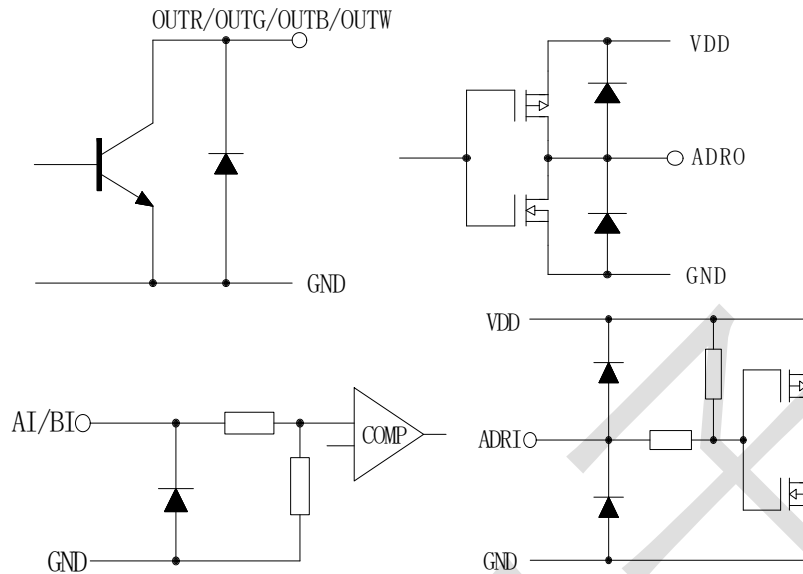 OUTR/OUTG/OUTB/OUTW
GND
VDD
ADRO
GND
AI/BI
COMP
GND
VDD
ADRI
GND